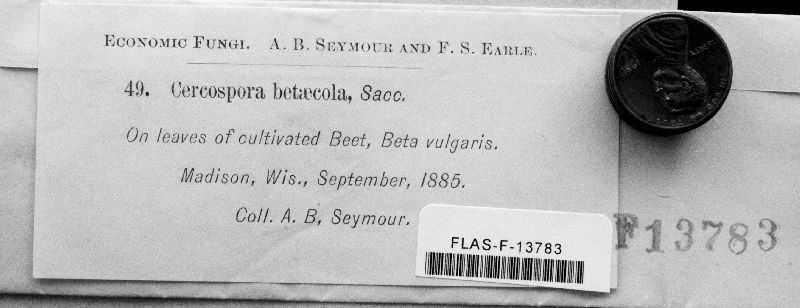 Economic Fungi. A. B. Seymour and F. S. Earle.
49. Cercospora betæcola, Sacc.
On leaves of cultivated Beet, Beta vulgaris.
Madison, Wis., September, 1885.
Coll. A. B, Seymour.
FLAS-F-13783
F13783
LIBERTY